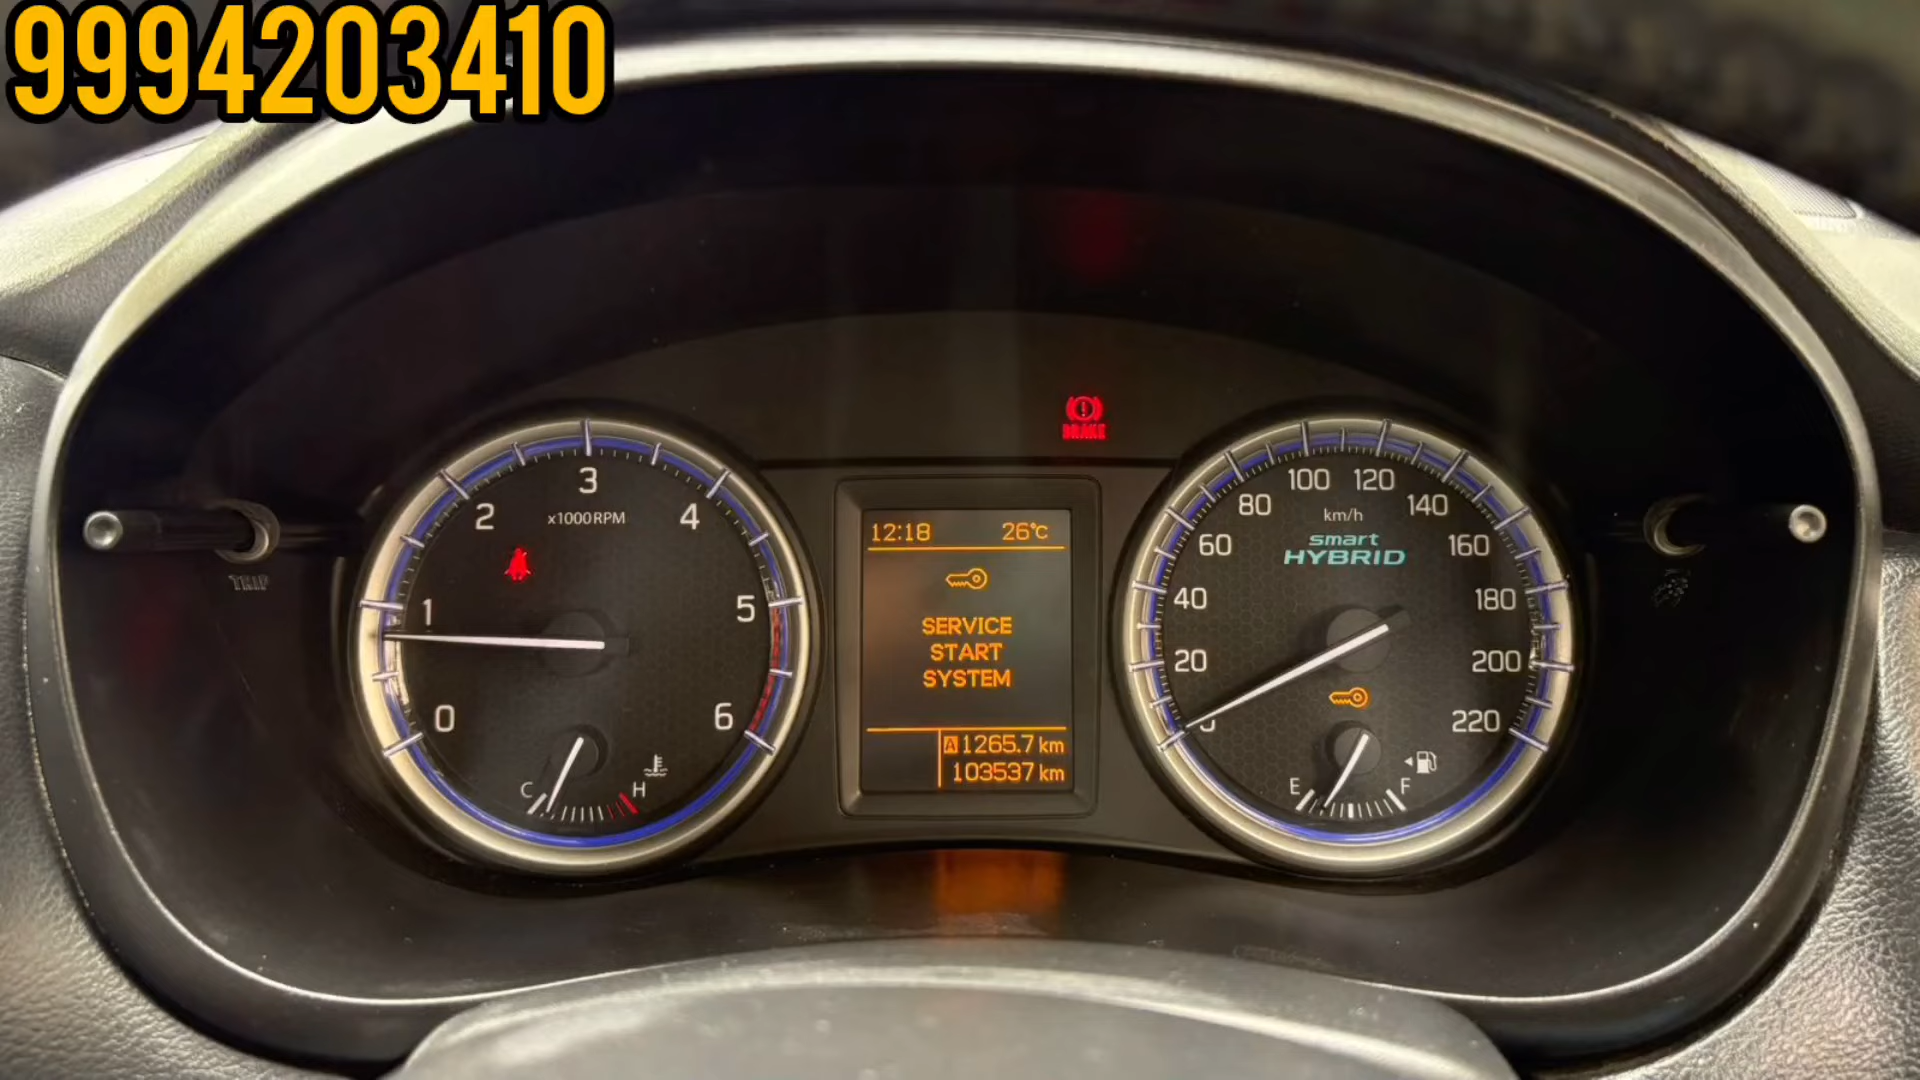 9994203410
TRIP
0
1
2
3
4
5
6
x1000RPM
C
H
BRAKE
12:18 26°C
SERVICE
START
SYSTEM
A 1265.7 km
103537 km
0
20
40
60
80
100
120
140
160
180
200
220
km/h
smart
HYBRID
E
F